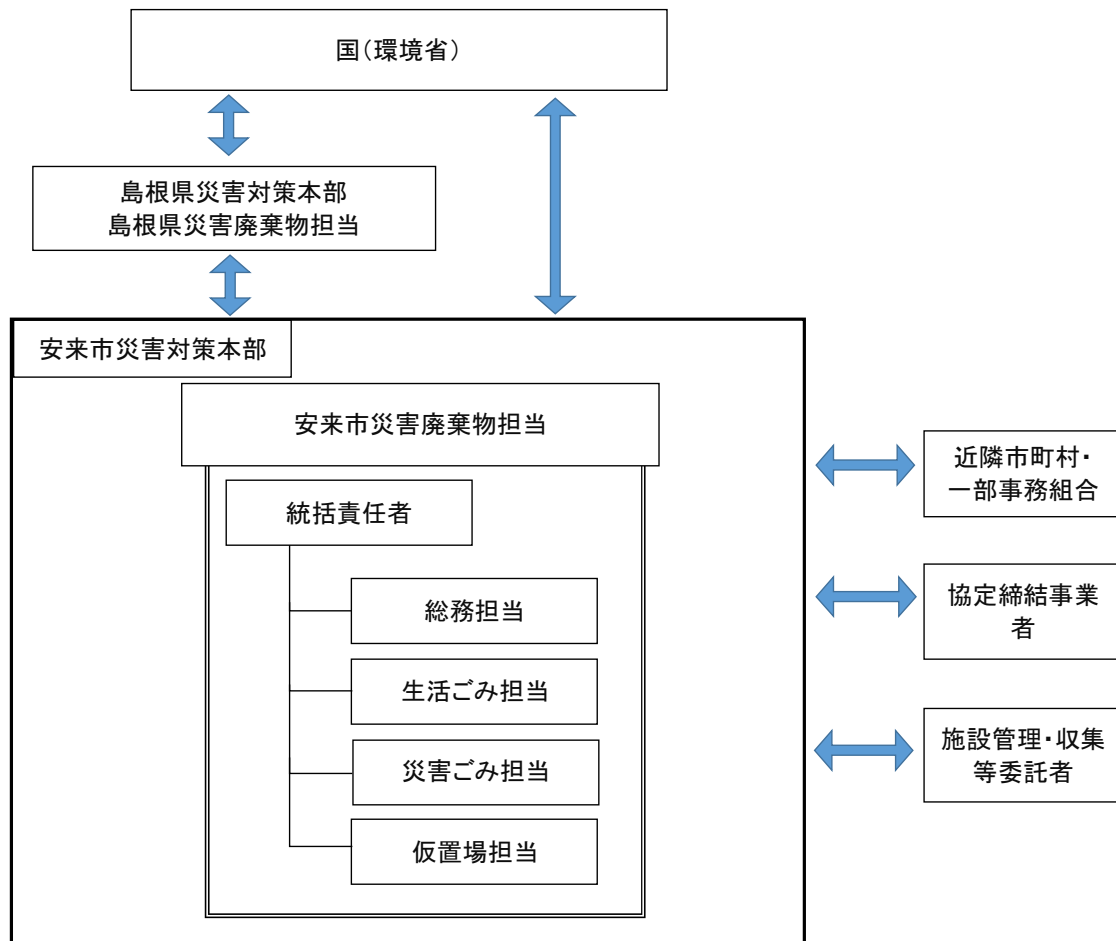 国(環境省)
島根県災害対策本部
島根県災害廃棄物担当
安来市災害対策本部
安来市災害廃棄物担当
統括責任者
総務担当
生活ごみ担当
災害ごみ担当
仮置場担当
近隣市町村・
一部事務組合
協定締結事業
者
施設管理・収集
等委託者